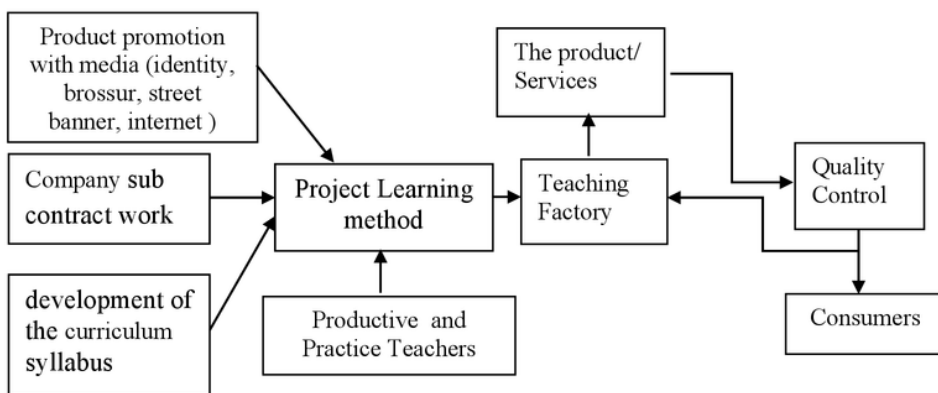 Product promotion
with media (identity,
brossur, street
banner, internet )
Company sub
contract work
development of
the curriculum
syllabus
Project Learning
method
Productive and
Practice Teachers
The product/
Services
Teaching
Factory
Quality
Control
Consumers